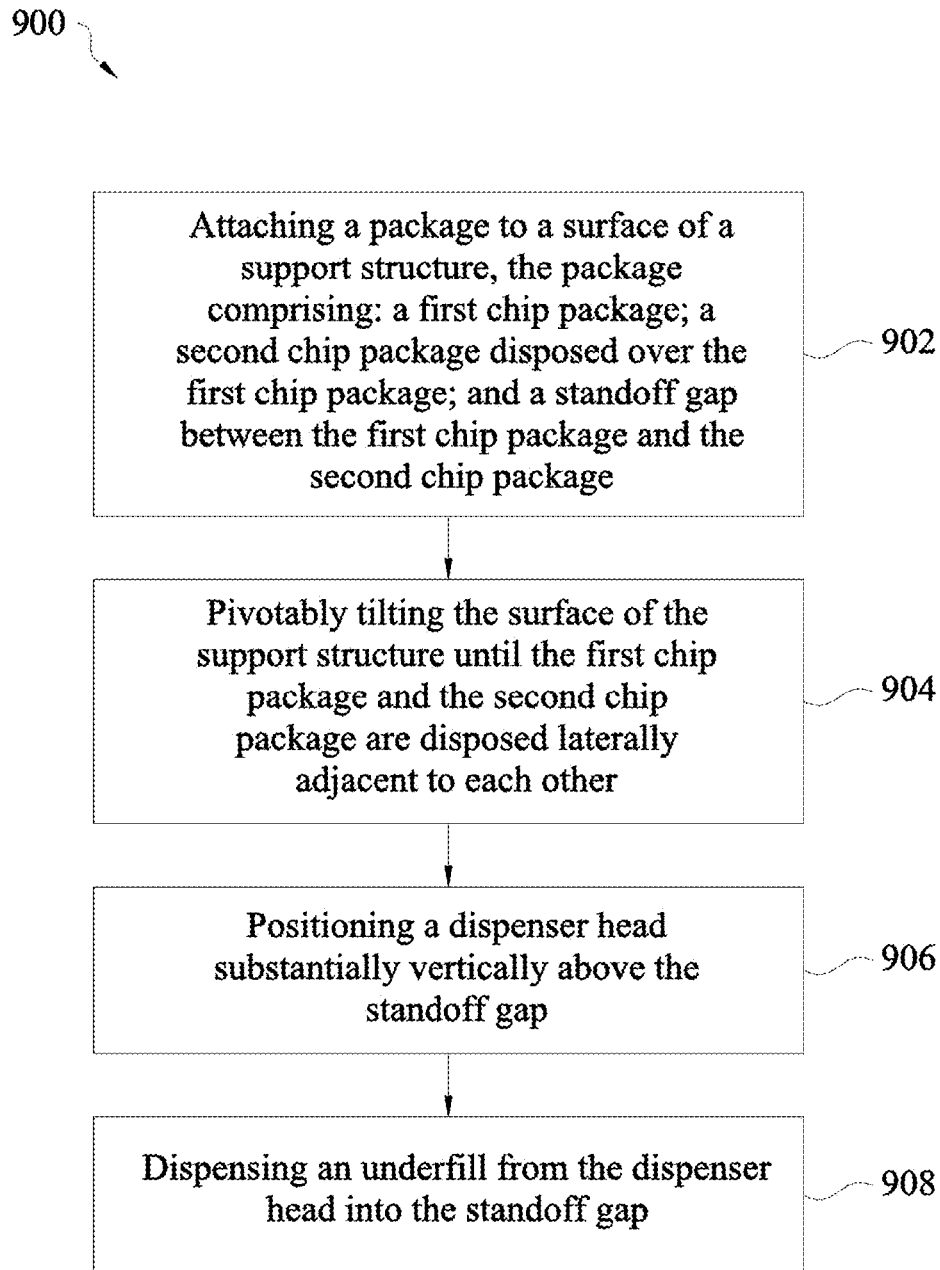 900
Attaching a package to a surface of a
support structure, the package
comprising: a first chip package; a
second chip package disposed over the
first chip package; and a standoff gap
between the first chip package and the
second chip package
902
Pivotably tilting the surface of the
support structure until the first chip
package and the second chip
package are disposed laterally
adjacent to each other
904
Positioning a dispenser head
substantially vertically above the
standoff gap
906
Dispensing an underfill from the dispenser
head into the standoff gap
908